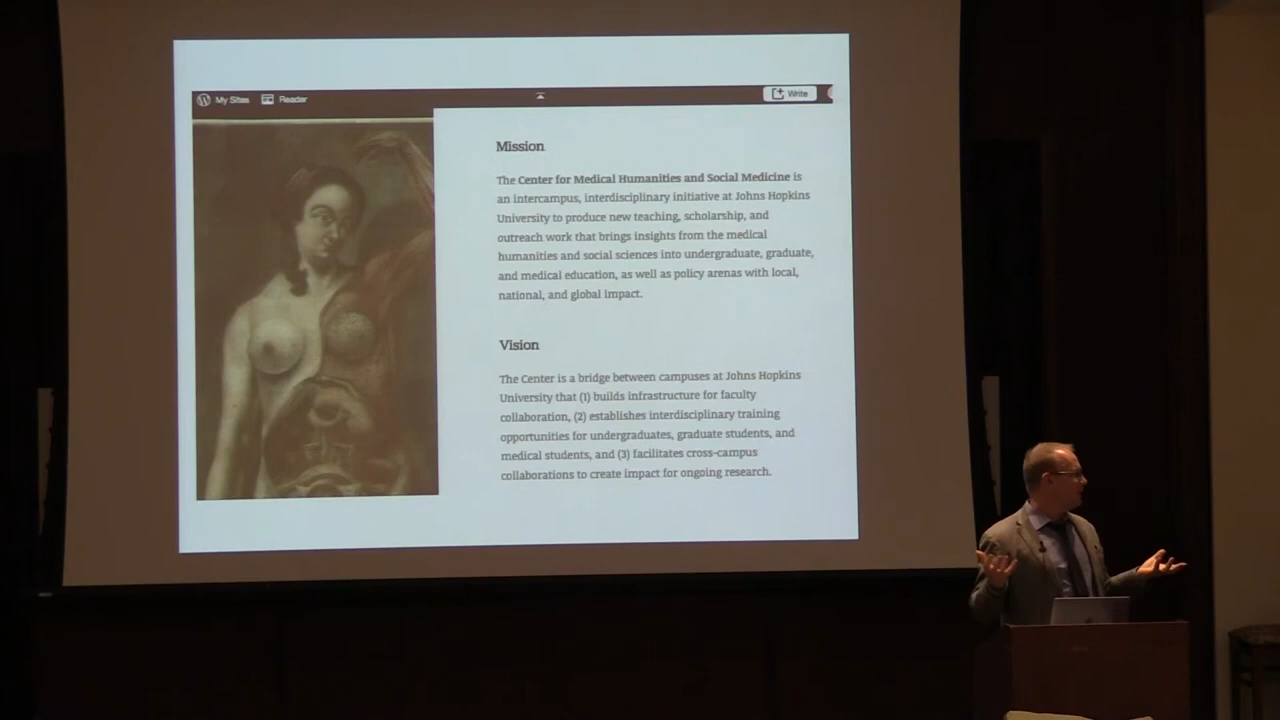 My Sites Reader Write
Mission
The Center for Medical Humanities and Social Medicine is
an intercampus, interdisciplinary initiative at Johns Hopkins
University to produce new teaching, scholarship, and
outreach work that brings insights from the medical
humanities and social sciences into undergraduate, graduate,
and medical education, as well as policy arenas with local,
national, and global impact.
Vision
The Center is a bridge between campuses at Johns Hopkins
University that (1) builds infrastructure for faculty
collaboration, (2) establishes interdisciplinary training
opportunities for undergraduates, graduate students, and
medical students, and (3) facilitates cross-campus
collaborations to create impact for ongoing research.